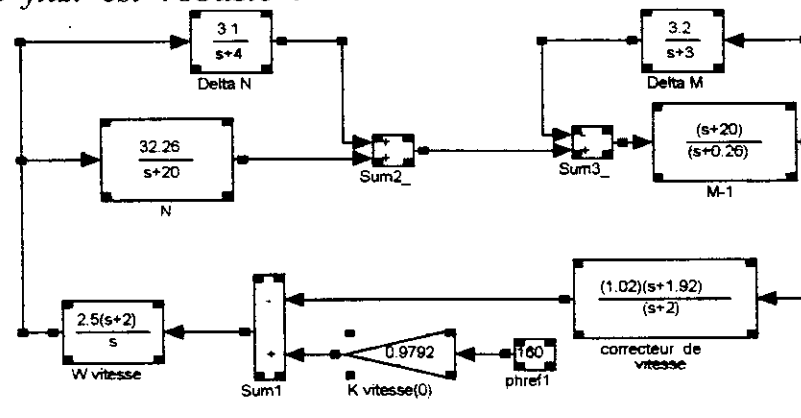 est
3.1
s+4
Delta N
3.2
s+3
Delta M
32.26
s+20
N
+
+
Sum2_
-
+
Sum3_
(s+20)
(s+0.26)
M-1
2.5(s+2)
s
W vitesse
-
+
Sum1
0.9792
K vitesse(0)
160
phref1
(1.02)(s+1.92)
(s+2)
correcteur de
vitesse